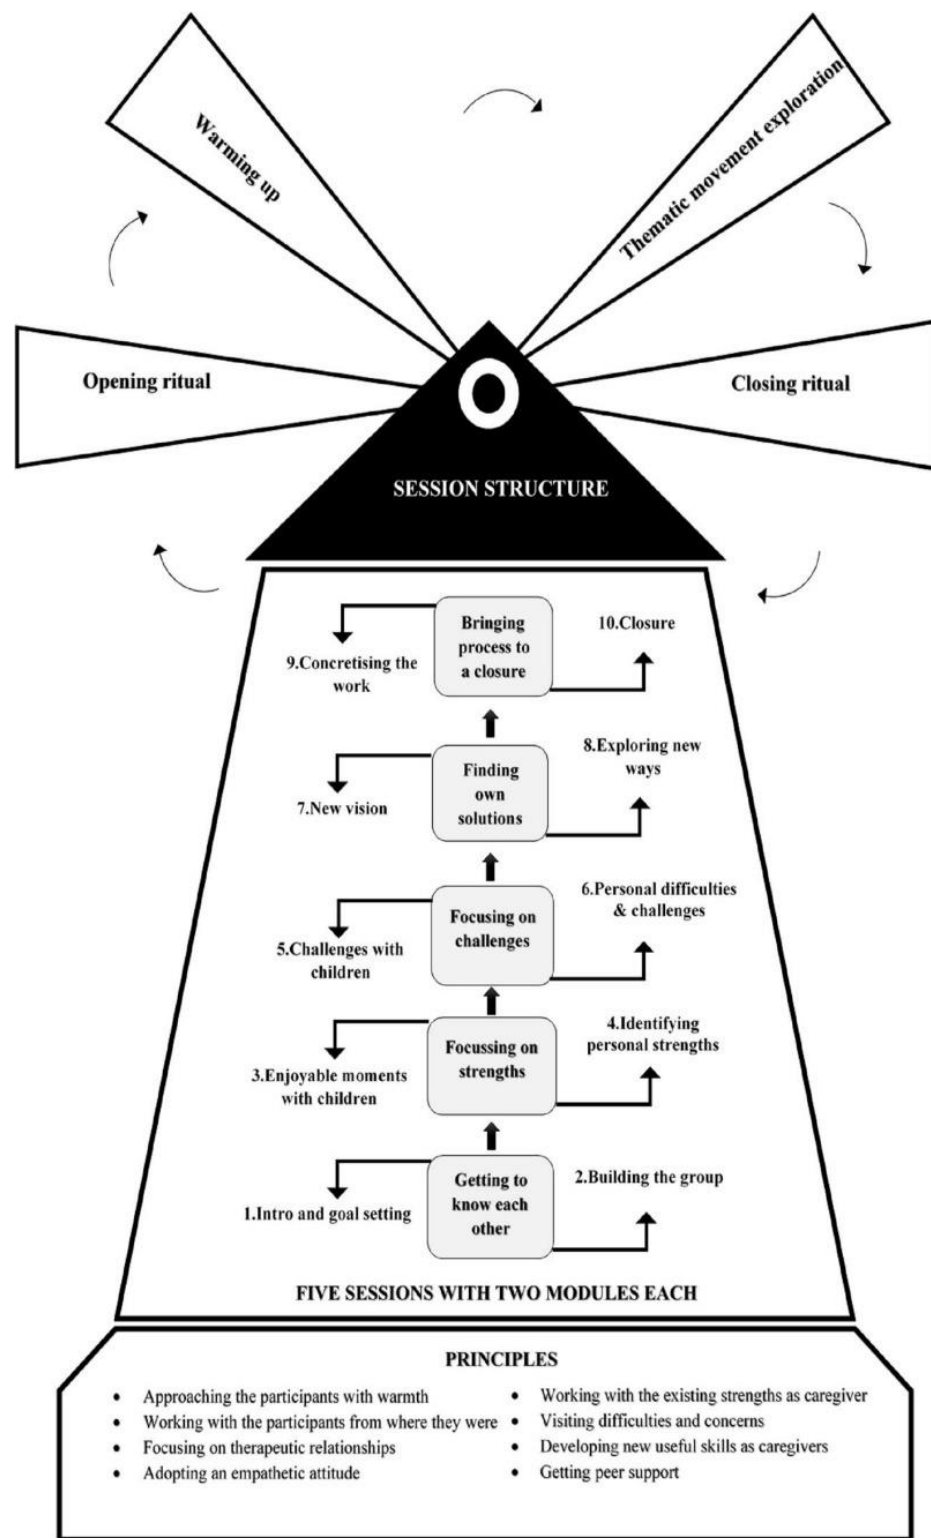 Warming up
Thematic movement exploration
Opening ritual
Closing ritual
SESSION STRUCTURE
Bringing
process to
a closure
9.Concretising the
work
10.Closure
Finding
own
solutions
7.New vision
8.Exploring new
ways
Focusing on
challenges
5.Challenges with
children
6.Personal difficulties
& challenges
Focussing on
strengths
3.Enjoyable moments
with children
4.Identifying
personal strengths
Getting to
know each
other
1.Intro and goal setting
2.Building the group
FIVE SESSIONS WITH TWO MODULES EACH
PRINCIPLES
• Approaching the participants with warmth
• Working with the participants from where they were
• Focusing on therapeutic relationships
• Adopting an empathetic attitude
• Working with the existing strengths as caregiver
• Visiting difficulties and concerns
• Developing new useful skills as caregivers
• Getting peer support